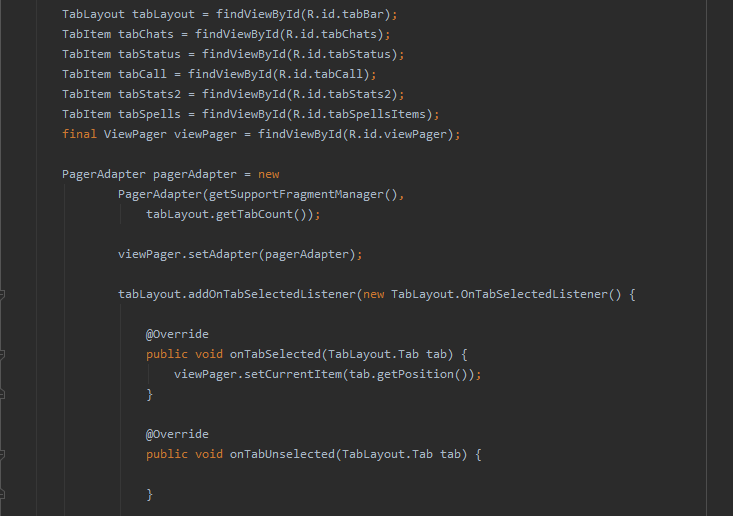 TabLayout tabLayout = findViewById(R.id.tabBar);
TabItem tabChats = findViewById(R.id.tabChats);
TabItem tabStatus = findViewById(R.id.tabStatus);
TabItem tabCall = findViewById(R.id.tabCall);
TabItem tabStats2 = findViewById(R.id.tabStats2);
TabItem tabSpells = findViewById(R.id.tabSpellsItems);
final ViewPager viewPager = findViewById(R.id.viewPager);
PagerAdapter pagerAdapter = new
PagerAdapter(getSupportFragmentManager(),
tabLayout.getTabCount());
viewPager.setAdapter(pagerAdapter);
tabLayout.addOnTabSelectedListener(new TabLayout.OnTabSelectedListener() {
@Override
public void onTabSelected(TabLayout.Tab tab) {
viewPager.setCurrentItem(tab.getPosition());
}
@Override
public void onTabUnselected(TabLayout.Tab tab) {
}